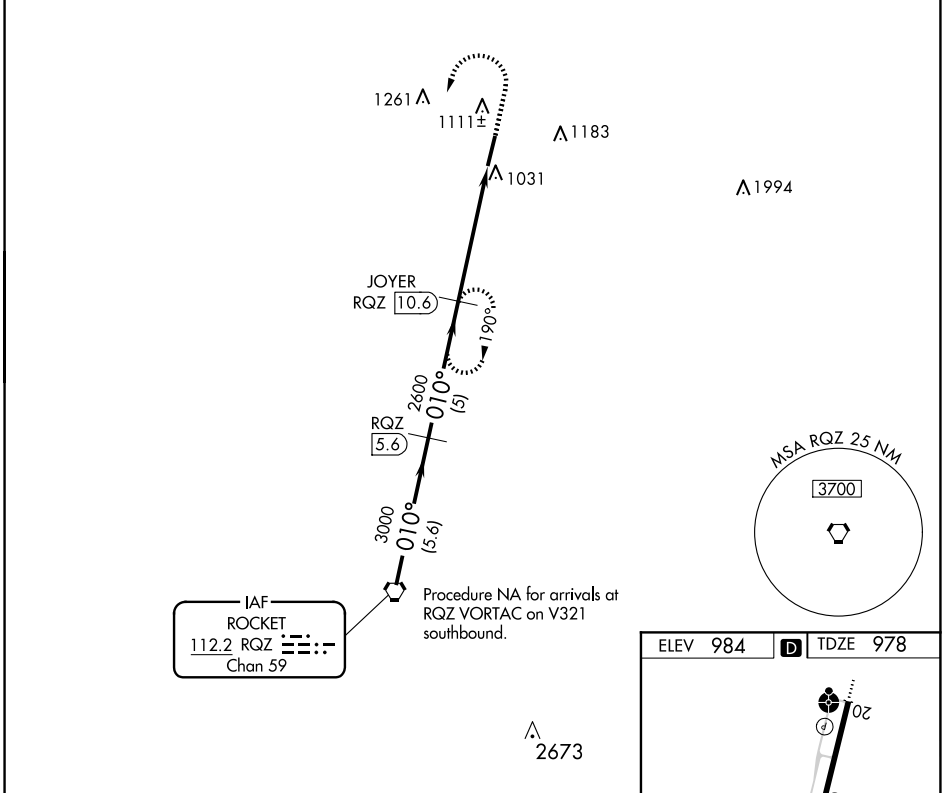 1261
1111±
1183
1031
1994
JOYER
RQZ 10.6
190°
2600
010°
(5)
RQZ
5.6
MSA RQZ 25 NM
3700
3000
010°
(5.6)
IAF
ROCKET
112.2 RQZ
Chan 59
Procedure NA for arrivals at
RQZ VORTAC on V321
southbound.
ELEV 984 D TDZE 978
20
P
2673